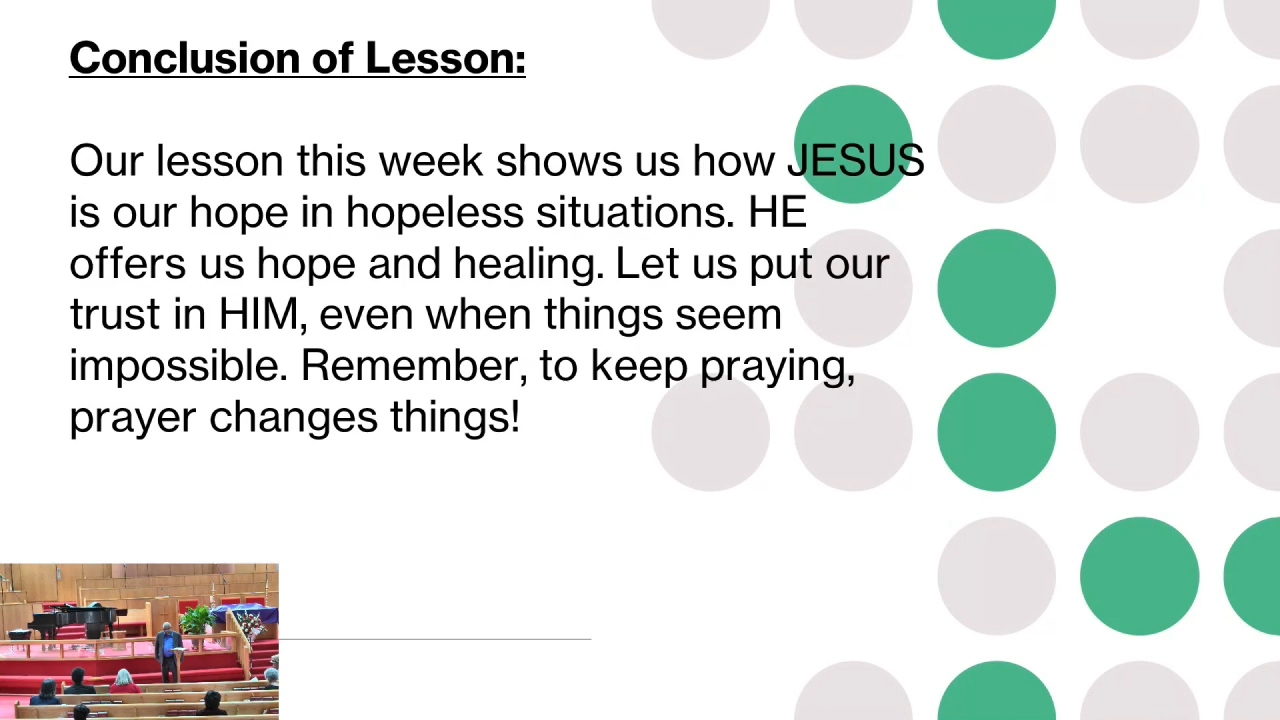 Conclusion of Lesson:
Our lesson this week shows us how JESUS
is our hope in hopeless situations. HE
offers us hope and healing. Let us put our
trust in HIM, even when things seem
impossible. Remember, to keep praying,
prayer changes things!